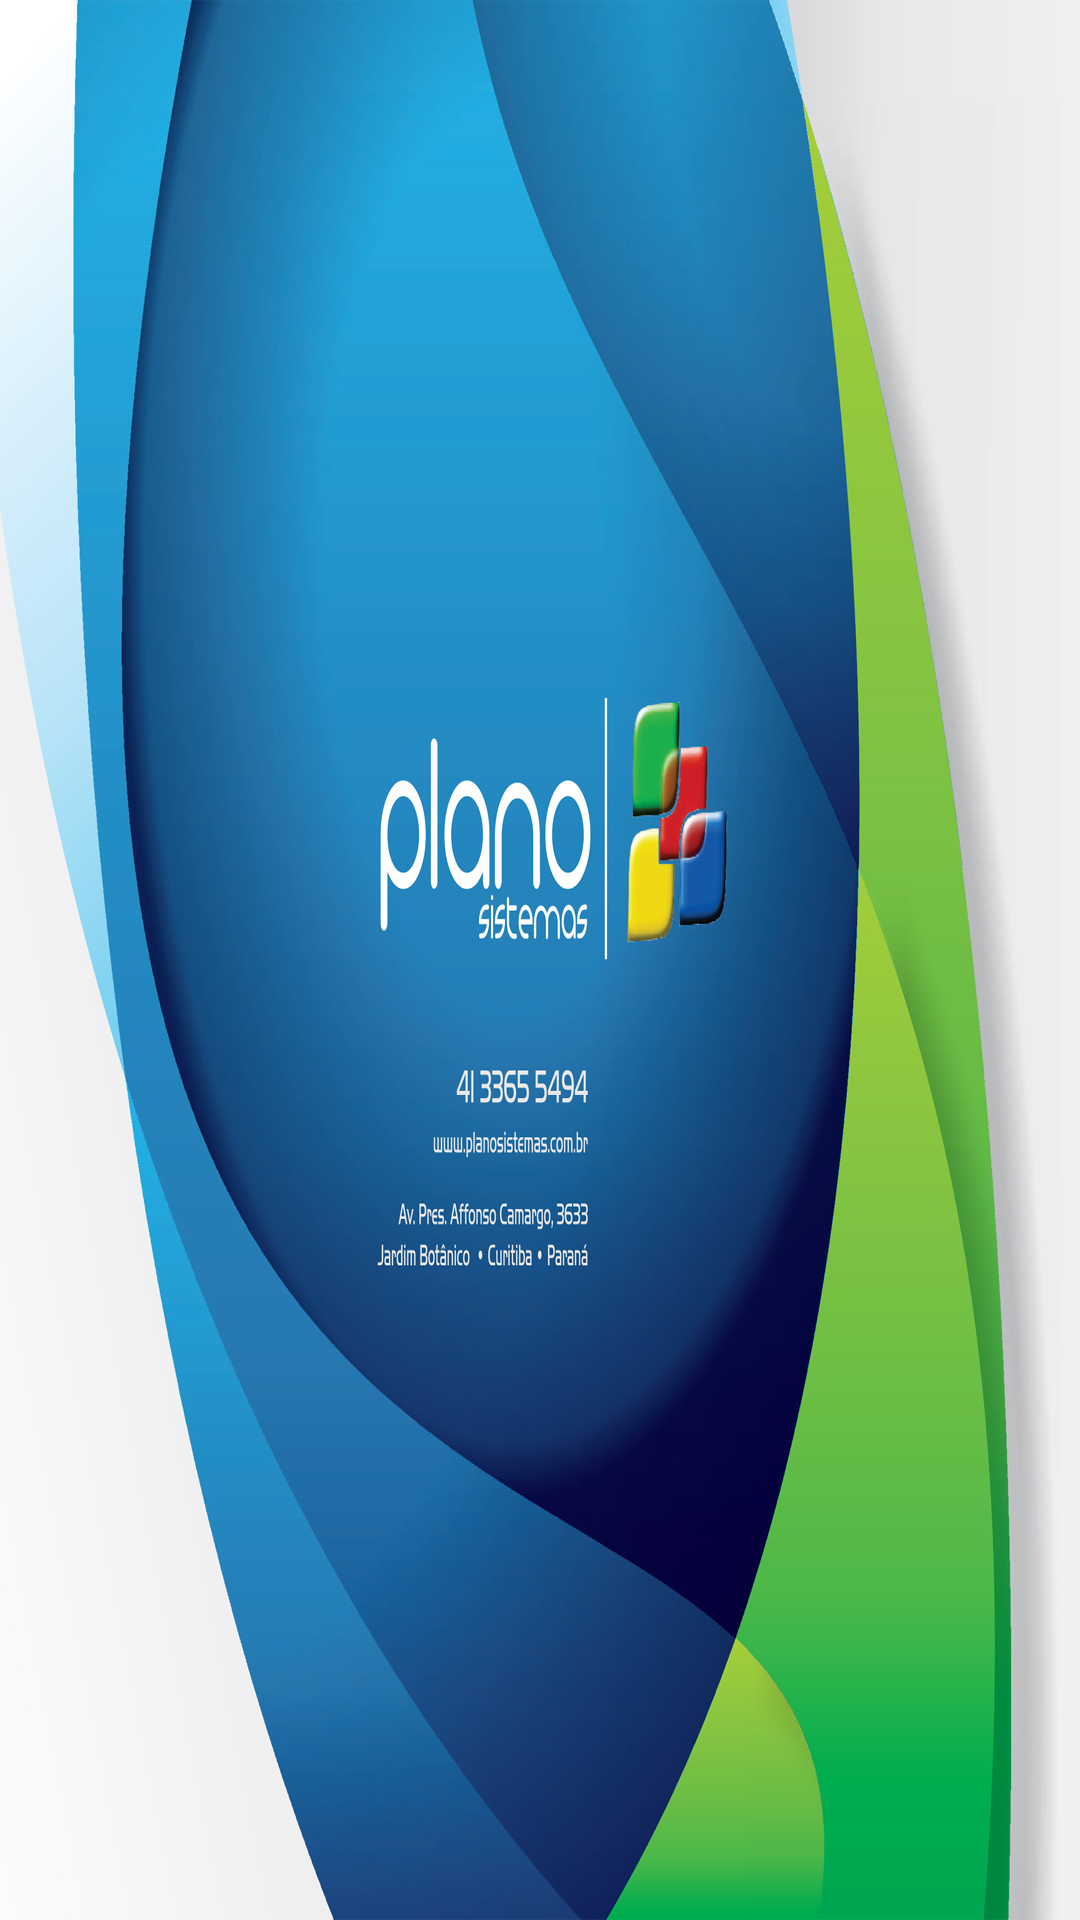 plano
sistemas
41 3365 5494
www.planosistemas.com.br
Av. Pres. Affonso Camargo, 3633
Jardim Botânico • Curitiba • Paraná